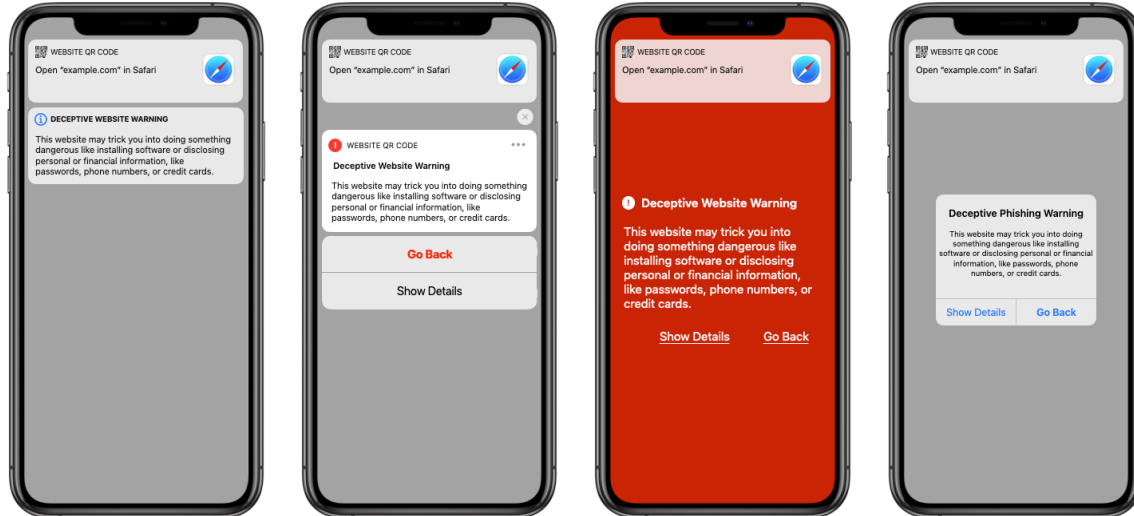 WEBSITE QR CODE
Open “example.com” in Safari
DECEPTIVE WEBSITE WARNING
This website may trick you into doing something
dangerous like installing software or disclosing
personal or financial information, like
passwords, phone numbers, or credit cards.
WEBSITE QR CODE
Open “example.com” in Safari
WEBSITE QR CODE
Deceptive Website Warning
This website may trick you into doing something
dangerous like installing software or disclosing
personal or financial information, like
passwords, phone numbers, or credit cards.
Go Back
Show Details
WEBSITE QR CODE
Open “example.com” in Safari
Deceptive Website Warning
This website may trick you into
doing something dangerous like
installing software or disclosing
personal or financial information,
like passwords, phone numbers, or
credit cards.
Show Details Go Back
WEBSITE QR CODE
Open “example.com” in Safari
Deceptive Phishing Warning
This website may trick you into doing
something dangerous like installing
software or disclosing personal or financial
information, like passwords, phone
numbers, or credit cards.
Show Details Go Back